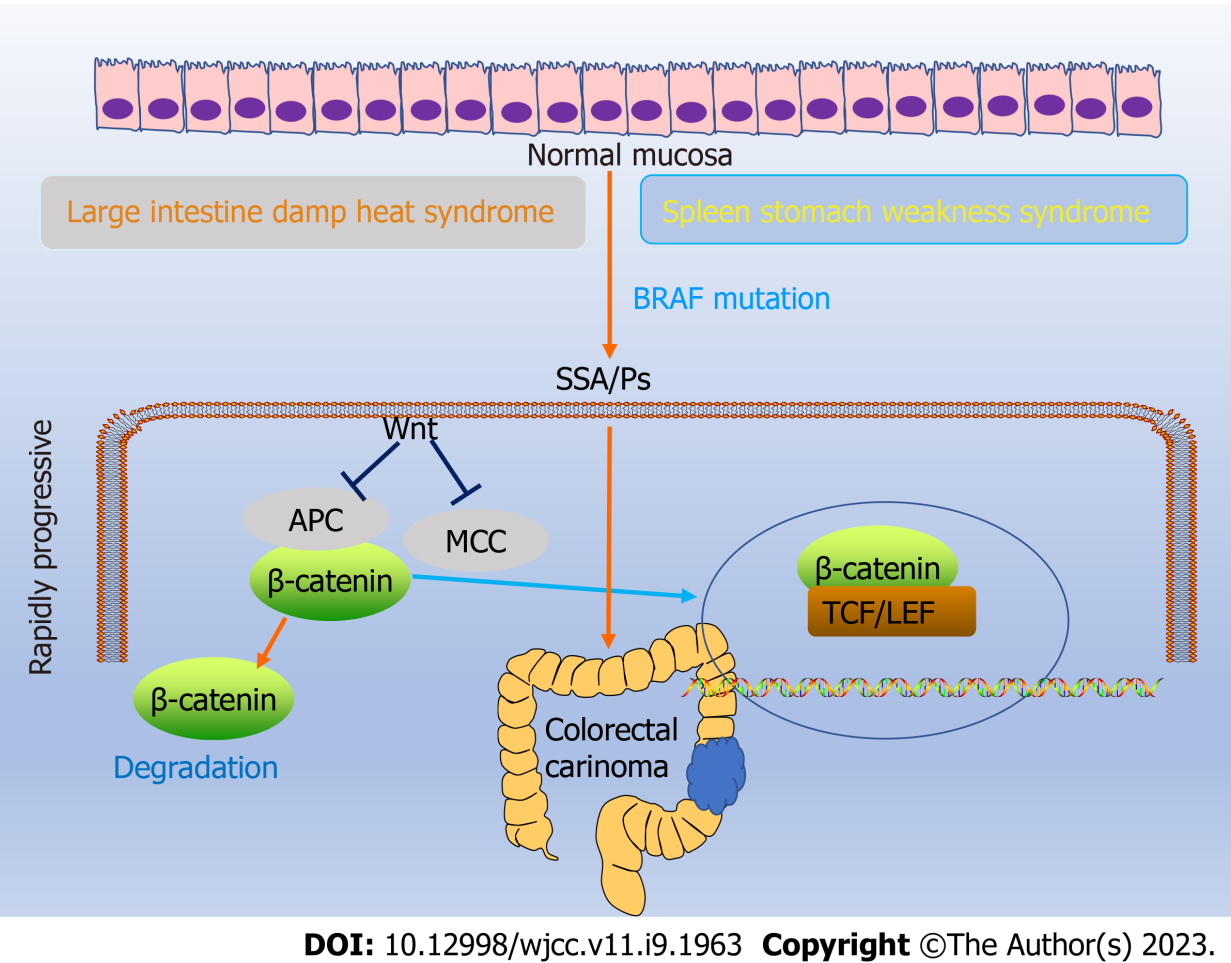 Normal mucosa
Large intestine damp heat syndrome
Spleen stomach weakness syndrome
BRAF mutation
SSA/Ps
Rapidly progressive
Wnt
APC
MCC
β-catenin
β-catenin
TCF/LEF
β-catenin
Degradation
Colorectal
carinoma
DOI: 10.12998/wjcc.v11.i9.1963 Copyright ©The Author(s) 2023.